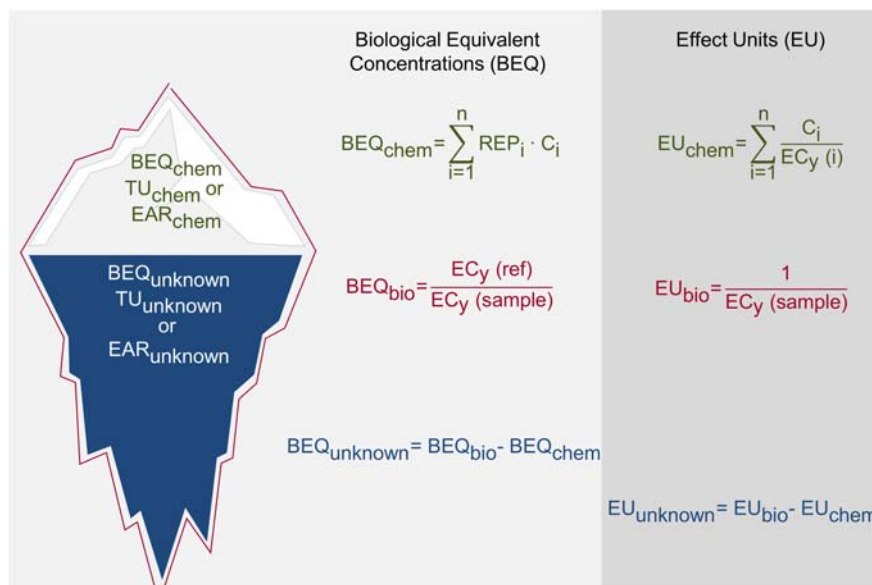 Biological Equivalent
Concentrations (BEQ)
Effect Units (EU)
BEQchem
TUchem or
EARchem
BEQchem = ∑ n i=1 REPi · Ci
EUchem = ∑ n i=1 Ci / ECy (i)
BEQunknown
TUunknown
or
EARunknown
BEQbio = ECy (ref) / ECy (sample)
EUbio = 1 / ECy (sample)
BEQunknown = BEQbio - BEQchem
EUunknown = EUbio - EUchem